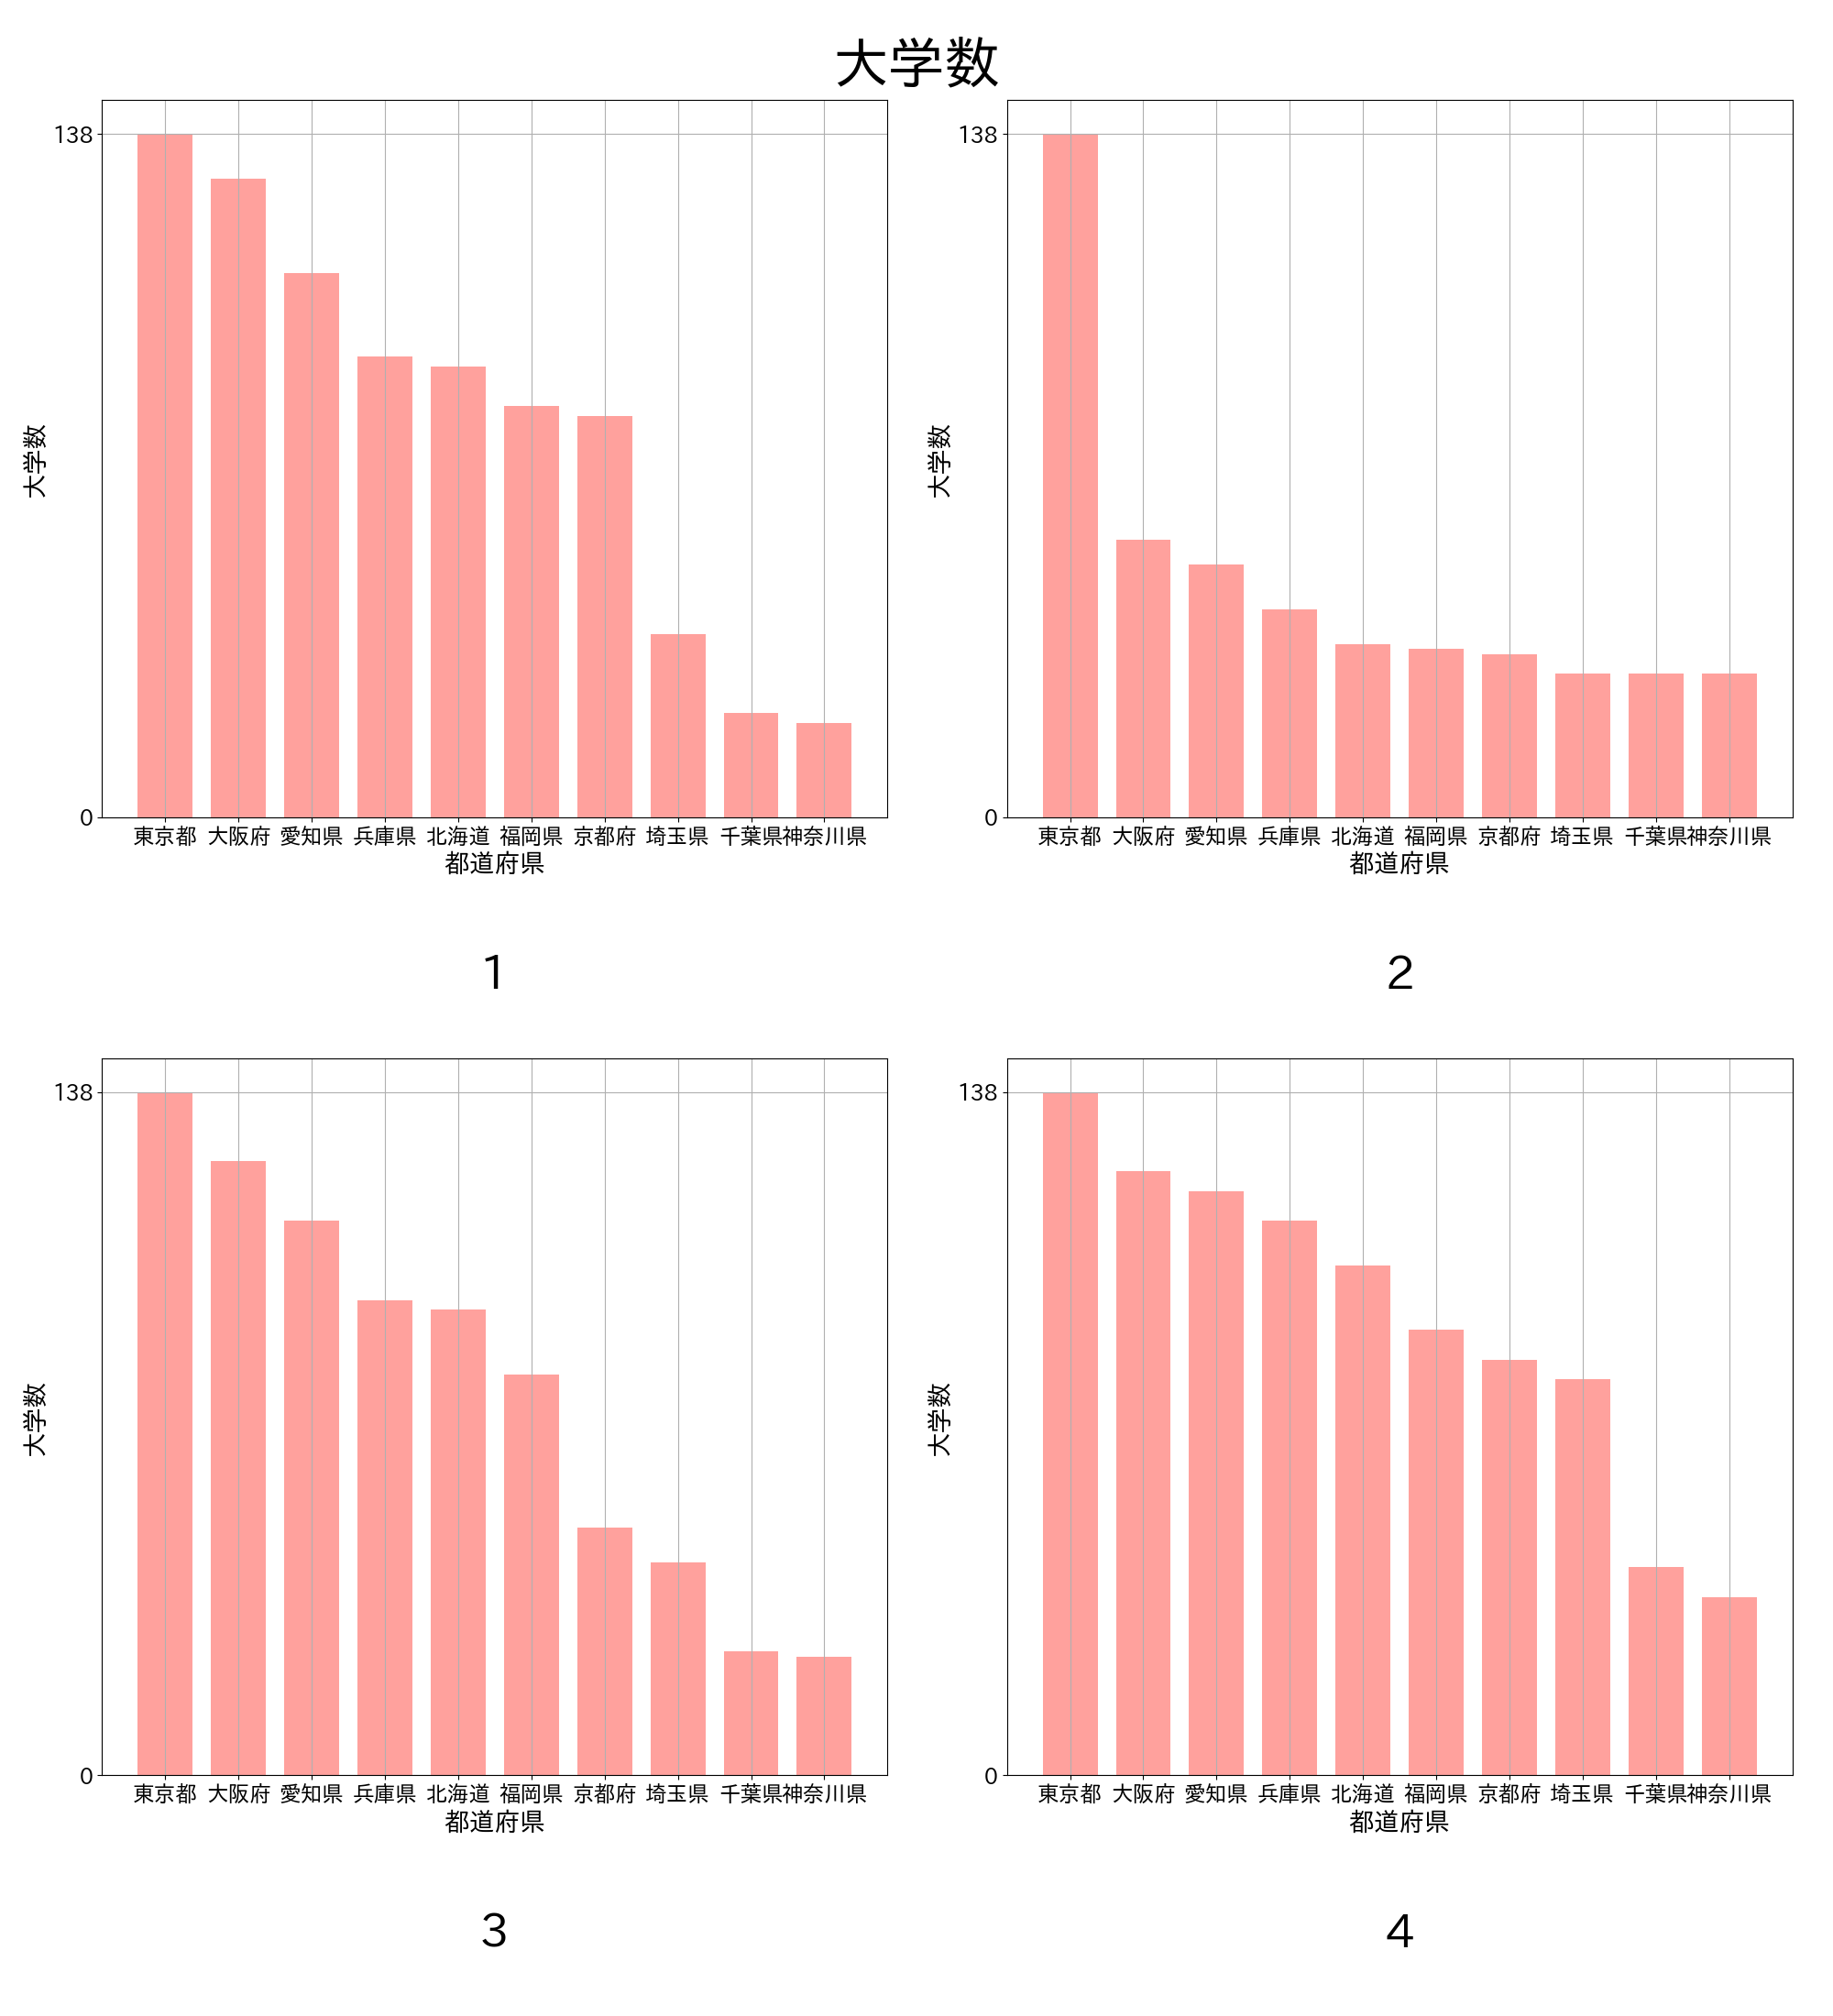 大学数
138
0
大学数
東京都 大阪府 愛知県 兵庫県 北海道 福岡県 京都府 埼玉県 千葉県 神奈川県
都道府県
1
138
0
大学数
東京都 大阪府 愛知県 兵庫県 北海道 福岡県 京都府 埼玉県 千葉県 神奈川県
都道府県
2
138
0
大学数
東京都 大阪府 愛知県 兵庫県 北海道 福岡県 京都府 埼玉県 千葉県 神奈川県
都道府県
3
138
0
大学数
東京都 大阪府 愛知県 兵庫県 北海道 福岡県 京都府 埼玉県 千葉県 神奈川県
都道府県
4